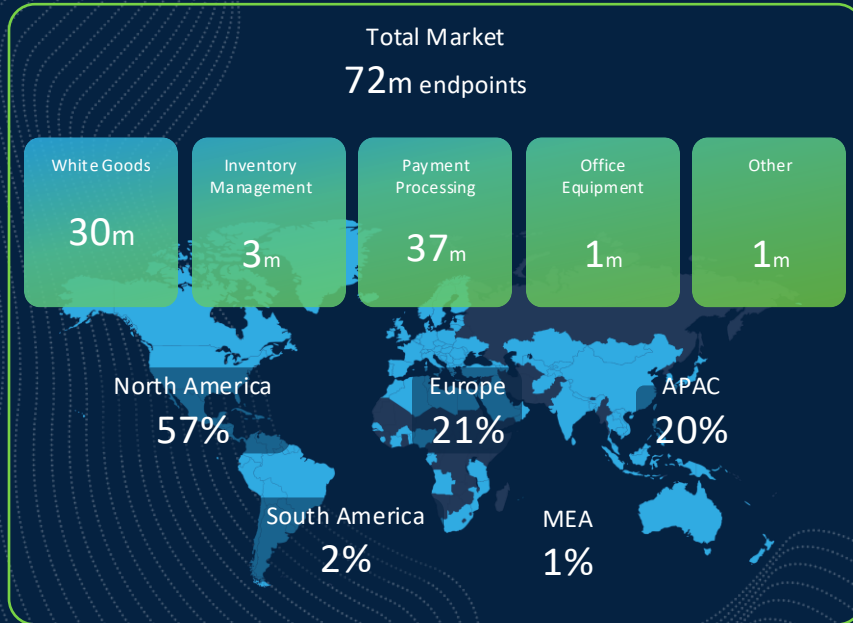 Total Market
72m endpoints
White Goods
30m
Inventory
Management
3m
Payment
Processing
37m
Office
Equipment
1m
Other
1m
North America
57%
Europe
21%
APAC
20%
South America
2%
MEA
1%